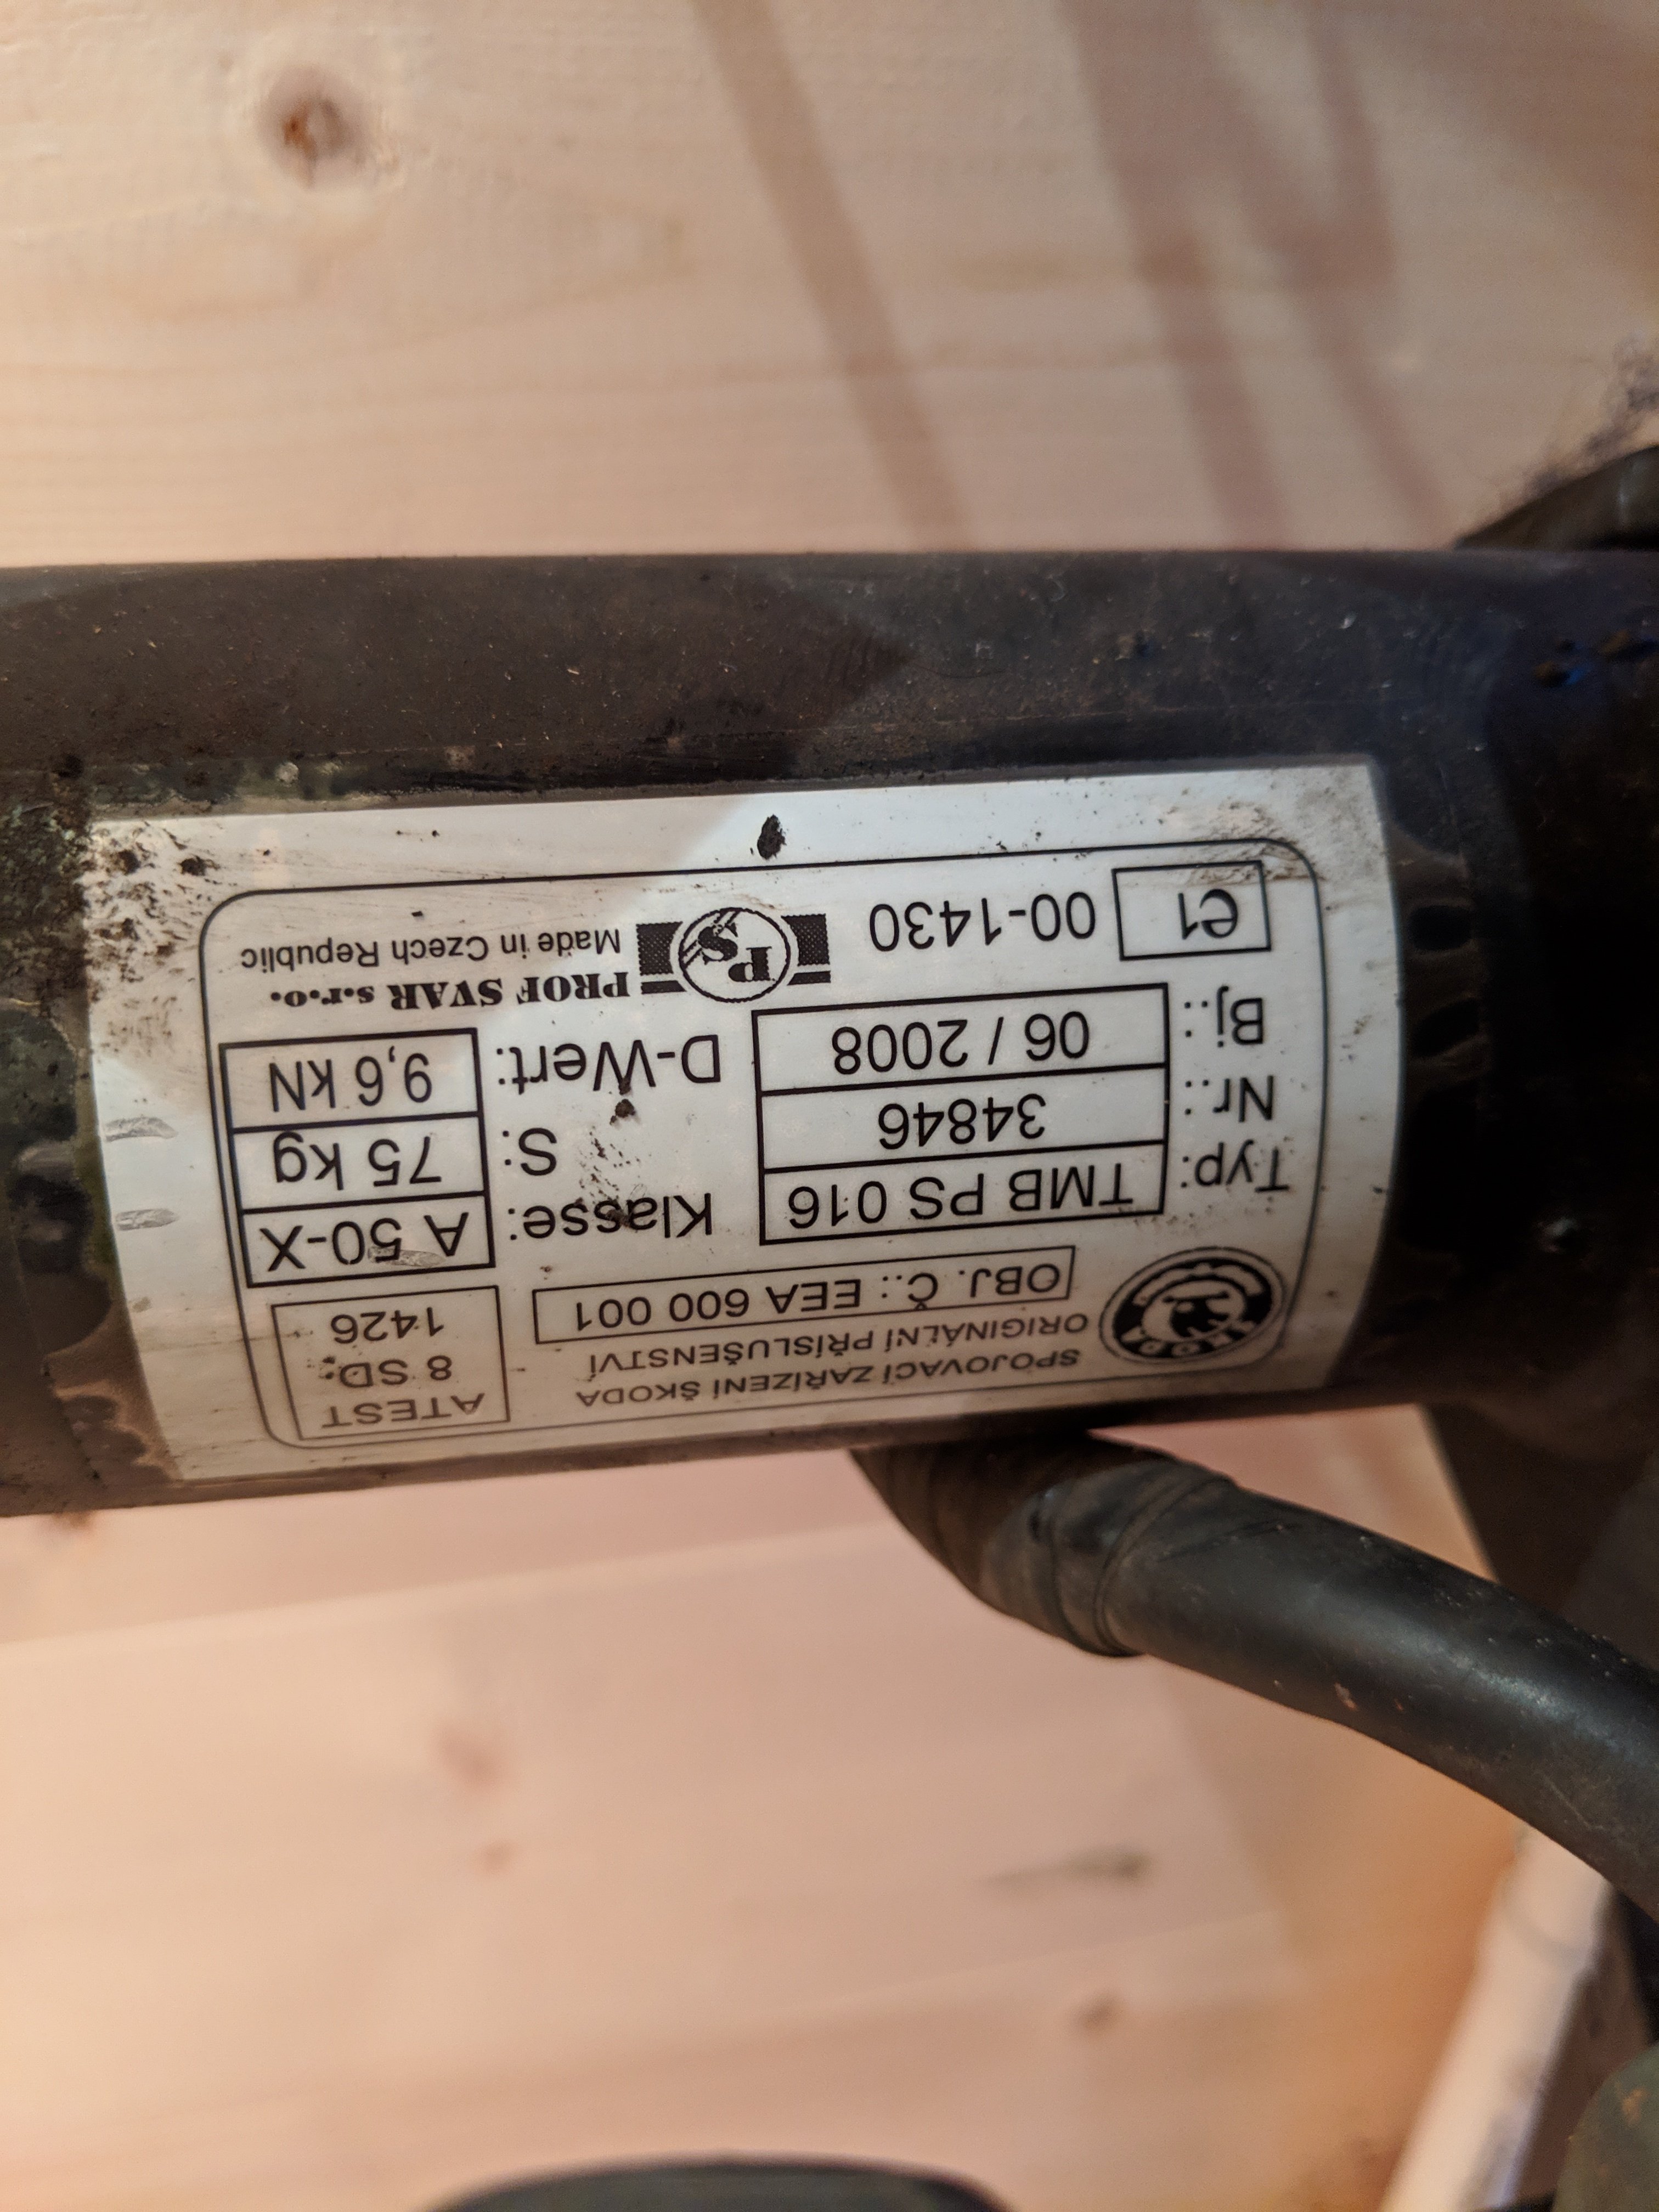 SPOJOVACÍ ZAŘÍZENÍ ŠKODA
ORIGINÁLNÍ PŘÍSLUŠENSTVÍ
OBJ. Č.: EEA 600 001
ATEST
8 SD.
1426
ŠKODA
Typ: TMB PS 016 Klasse: A 50-X
Nr.: 34846 S: 75 kg
Bj.: 06 / 2008 D-Wert: 9,6 kN
e1 00-1430 PS PROF SVAR s.r.o.
Made in Czech Republic